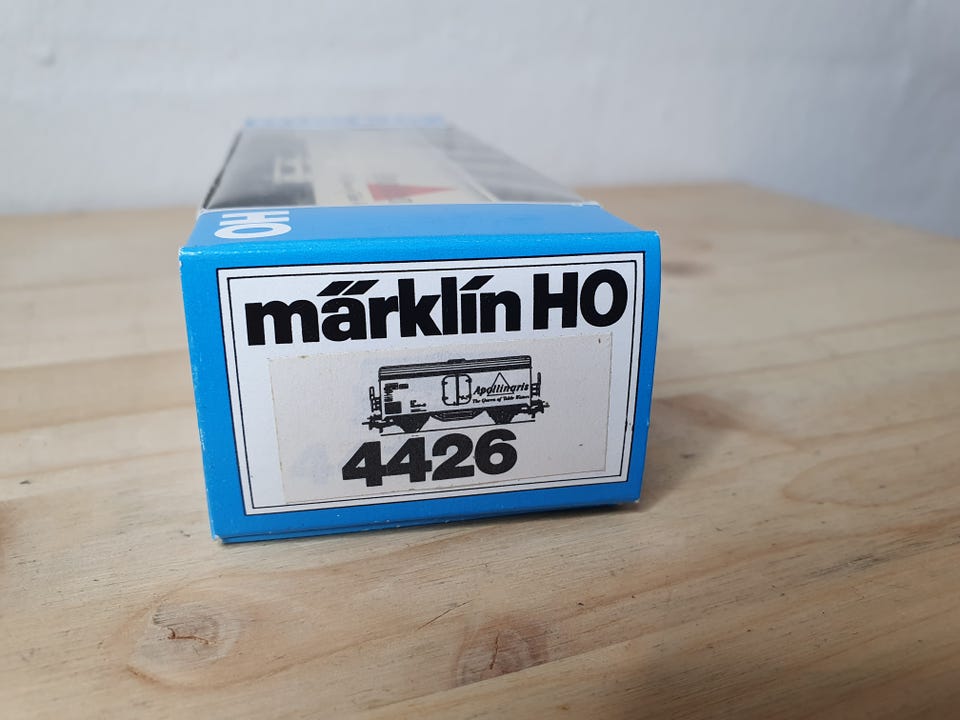 HO
märklin HO
Apollinaris
The Queen of Table Waters
4426